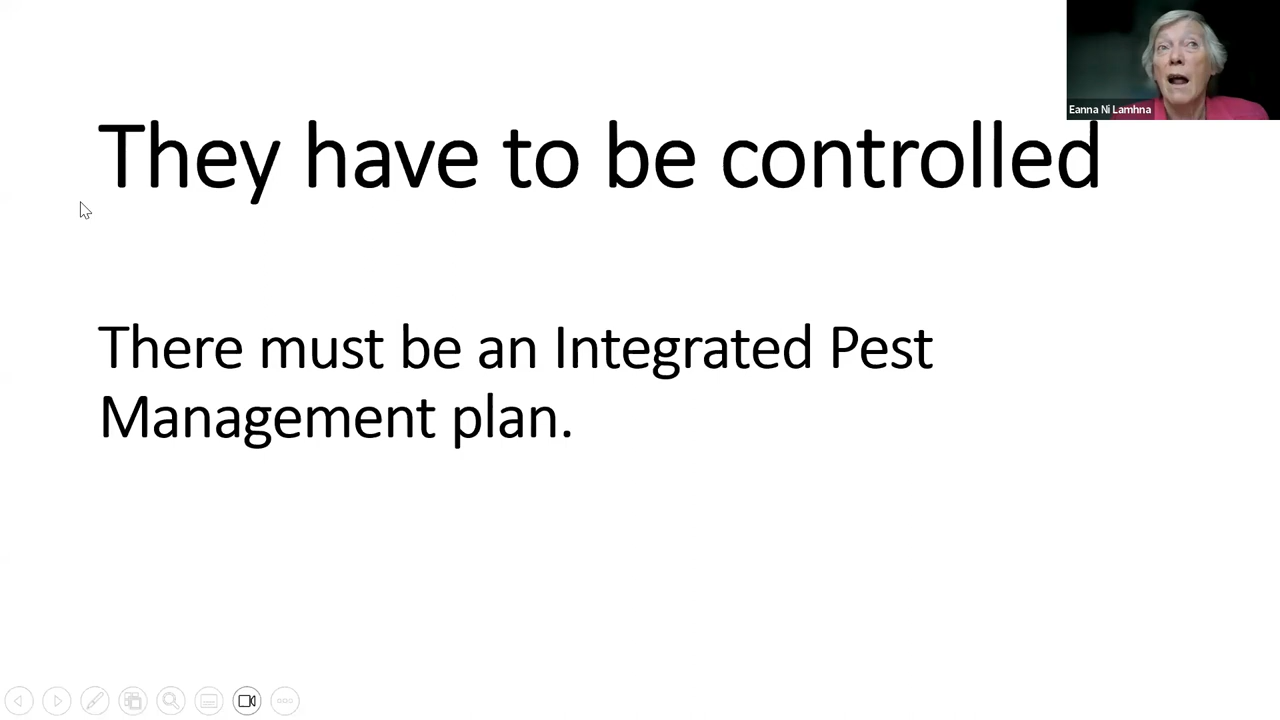 Eanna Ni Lamhna
They have to be controlled
There must be an Integrated Pest
Management plan.